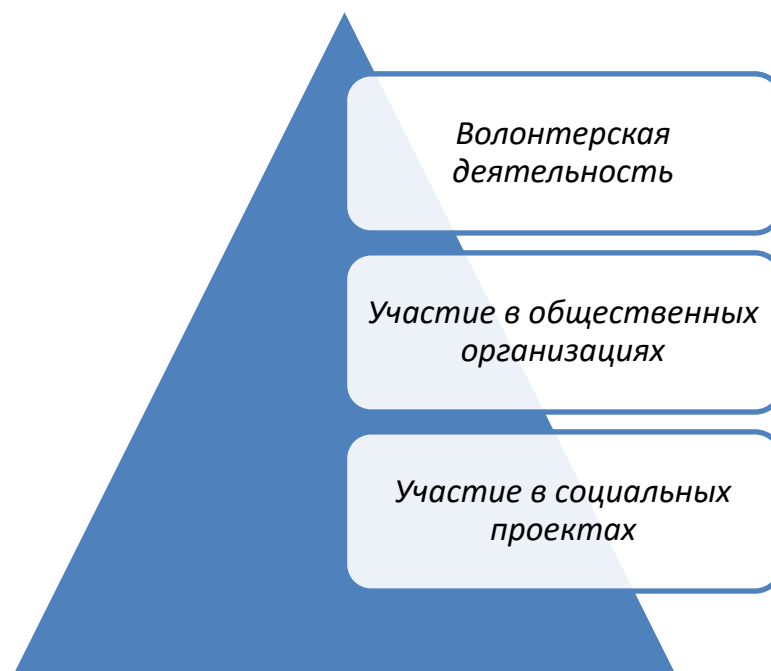 Волонтерская
деятельность
Участие в общественных
организациях
Участие в социальных
проектах